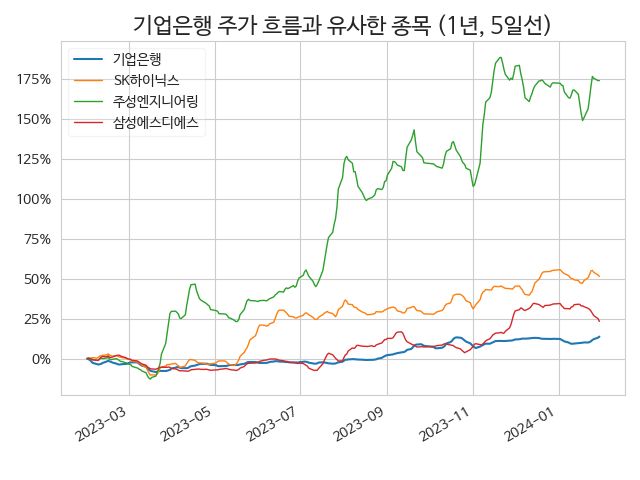 기업은행 주가 흐름과 유사한 종목 (1년, 5일선)
기업은행
SK하이닉스
주성엔지니어링
삼성에스디에스
175%
150%
125%
100%
75%
50%
25%
0%
2023-03
2023-05
2023-07
2023-09
2023-11
2024-01